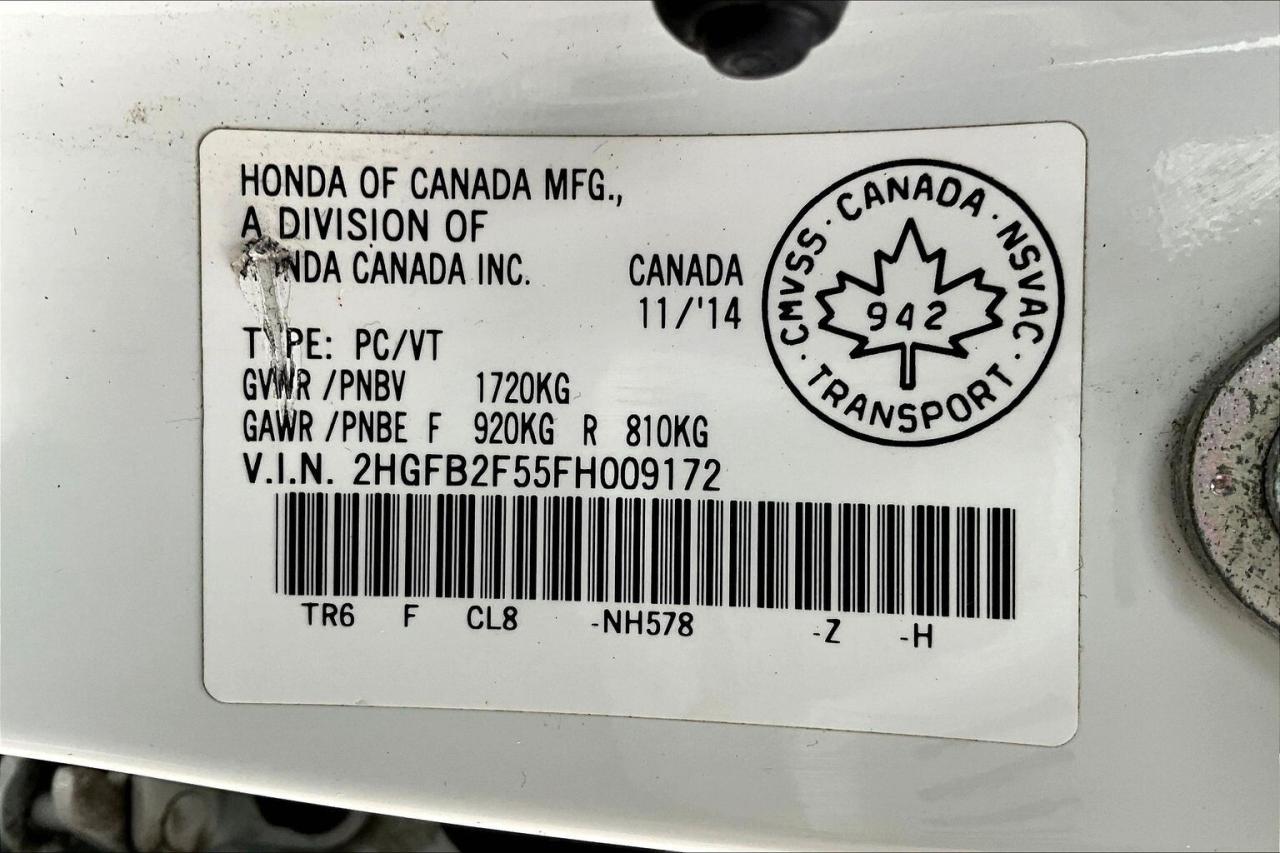 HONDA OF CANADA MFG.,
A DIVISION OF
NDA CANADA INC. CANADA
11/'14
TYPE: PC/VT
GVWR /PNBV 1720KG
GAWR /PNBE F 920KG R 810KG
V.I.N. 2HGFB2F55FH009172
TR6 F CL8 -NH578 -Z -H
CMVSS · CANADA · NSVAC ·
· TRANSPORT ·
942